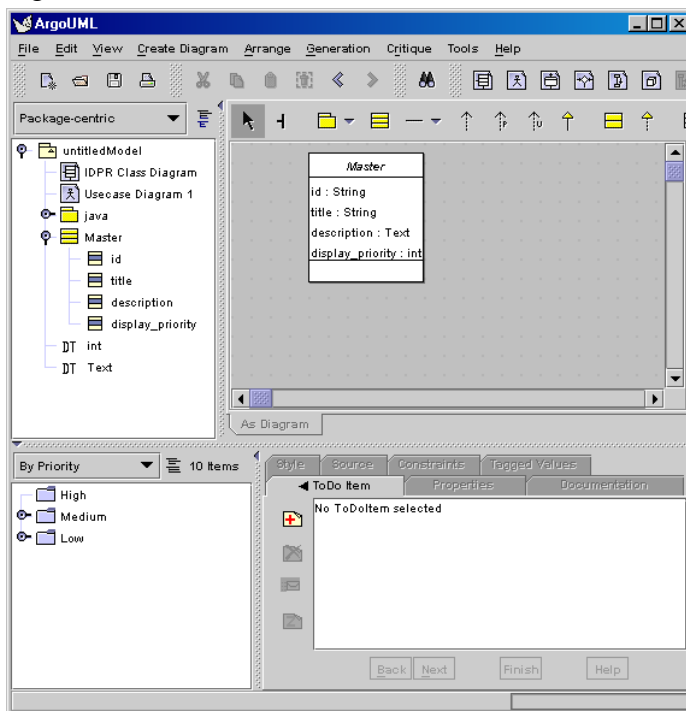 ArgoUML
File Edit View Create Diagram Arrange Generation Critique Tools Help
Package-centric
untitledModel
IDPR Class Diagram
Usecase Diagram 1
java
Master
id
title
description
display_priority
DT int
DT Text
Master
id : String
title : String
description : Text
display_priority : int
As Diagram
By Priority 10 Items
High
Medium
Low
Style Source Constraints Tagged Values
ToDo Item Properties Documentation
No ToDoItem selected
Back Next Finish Help